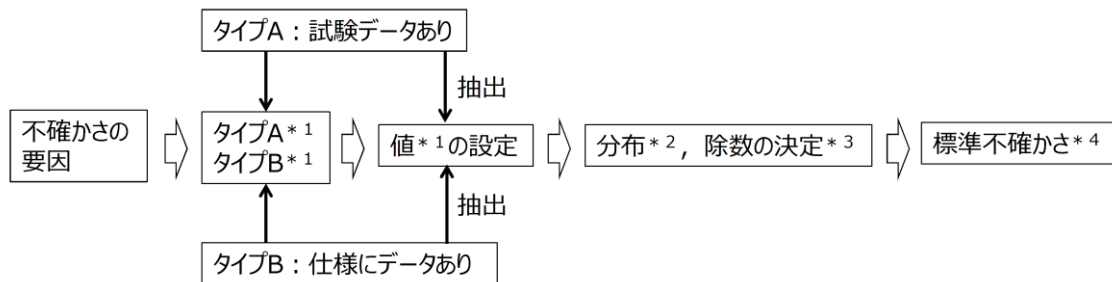 タイプA：試験データあり
抽出
不確かさの
要因
タイプA＊1
タイプB＊1
値＊1の設定
分布＊2，除数の決定＊3
標準不確かさ＊4
抽出
タイプB：仕様にデータあり